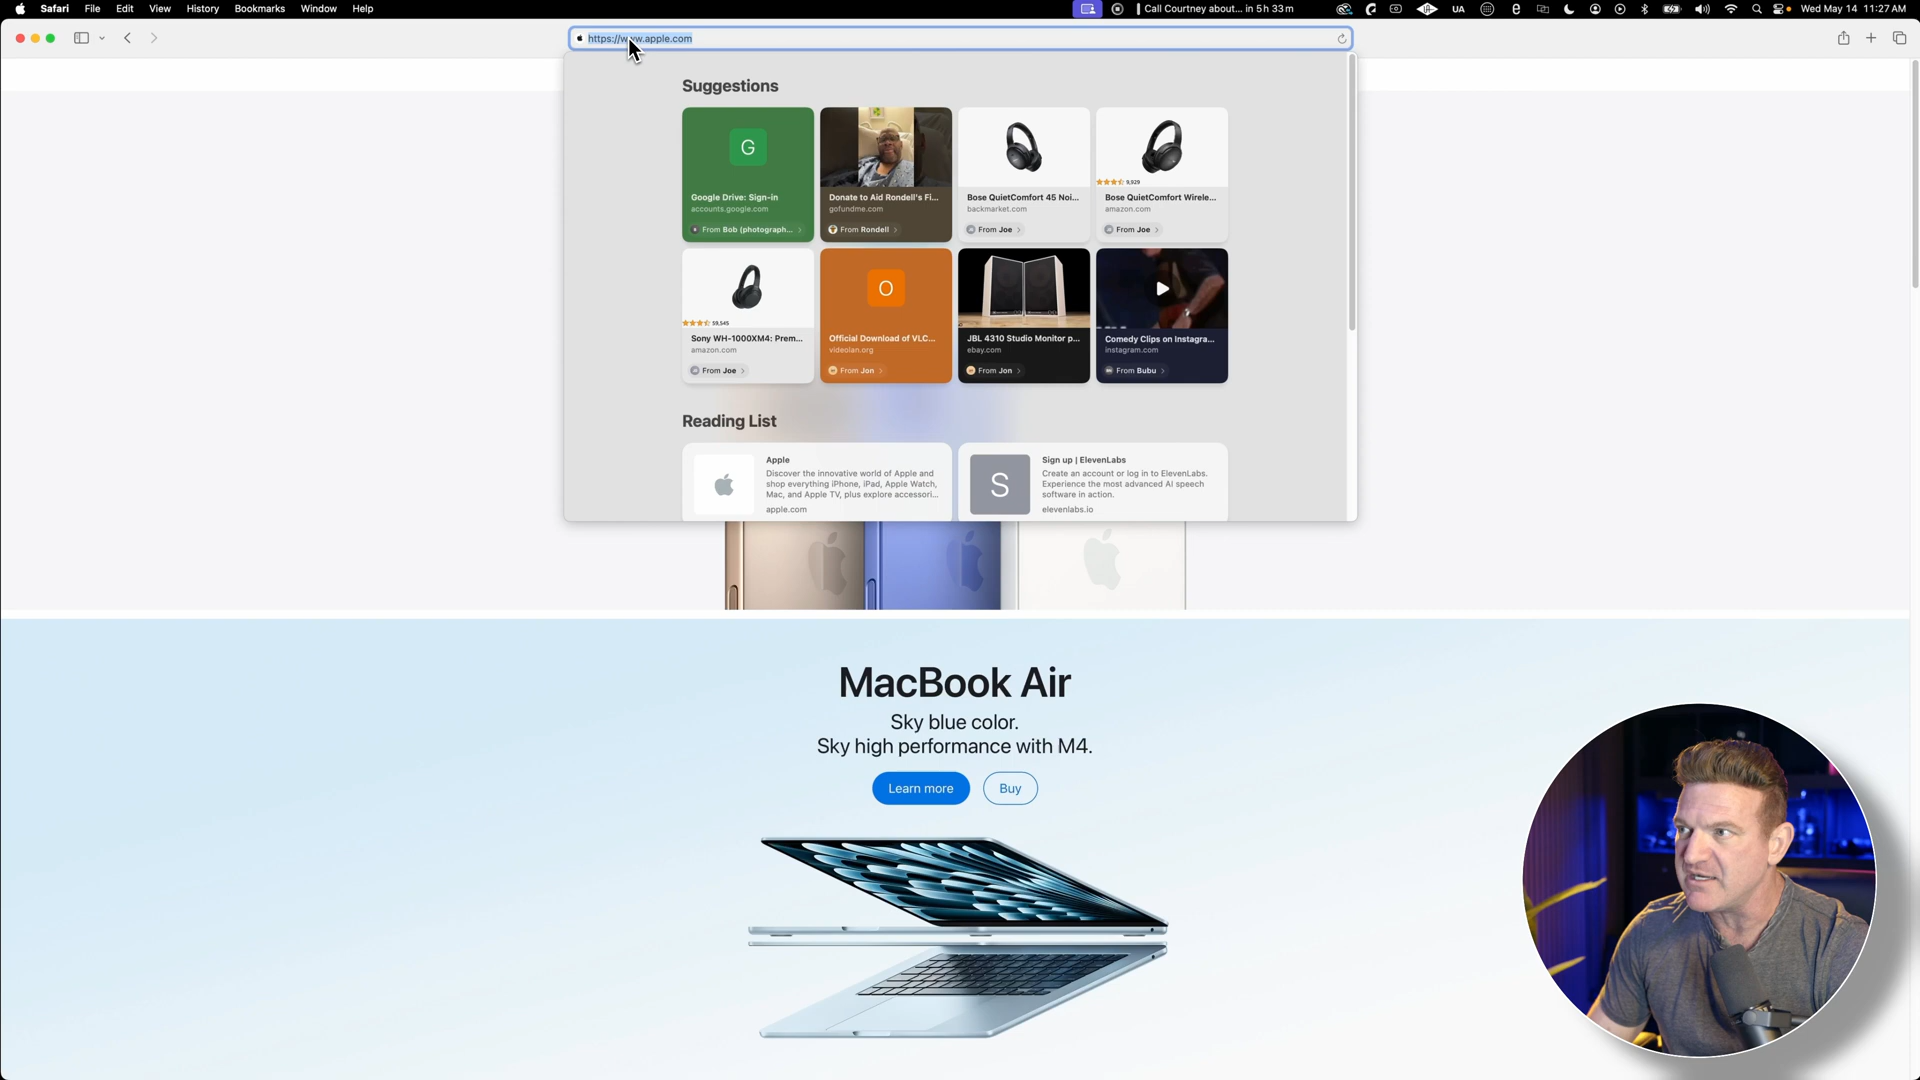 Safari File Edit View History Bookmarks Window Help
Call Courtney about... in 5 h 33 m
UA
Wed May 14 11:27 AM
https://www.apple.com
Suggestions
G
Google Drive: Sign-in
accounts.google.com
From Bob (photograph...
Donate to Aid Rondell's Fi...
gofundme.com
From Rondell
Bose QuietComfort 45 Noi...
backmarket.com
From Joe
9,929
Bose QuietComfort Wirele...
amazon.com
From Joe
59,545
Sony WH-1000XM4: Prem...
amazon.com
From Joe
O
Official Download of VLC...
videolan.org
From Jon
JBL 4310 Studio Monitor p...
ebay.com
From Jon
Comedy Clips on Instagra...
instagram.com
From Bubu
Reading List
Apple
Discover the innovative world of Apple and
shop everything iPhone, iPad, Apple Watch,
Mac, and Apple TV, plus explore accessori...
apple.com
S
Sign up | ElevenLabs
Create an account or log in to ElevenLabs.
Experience the most advanced AI speech
software in action.
elevenlabs.io
MacBook Air
Sky blue color.
Sky high performance with M4.
Learn more
Buy